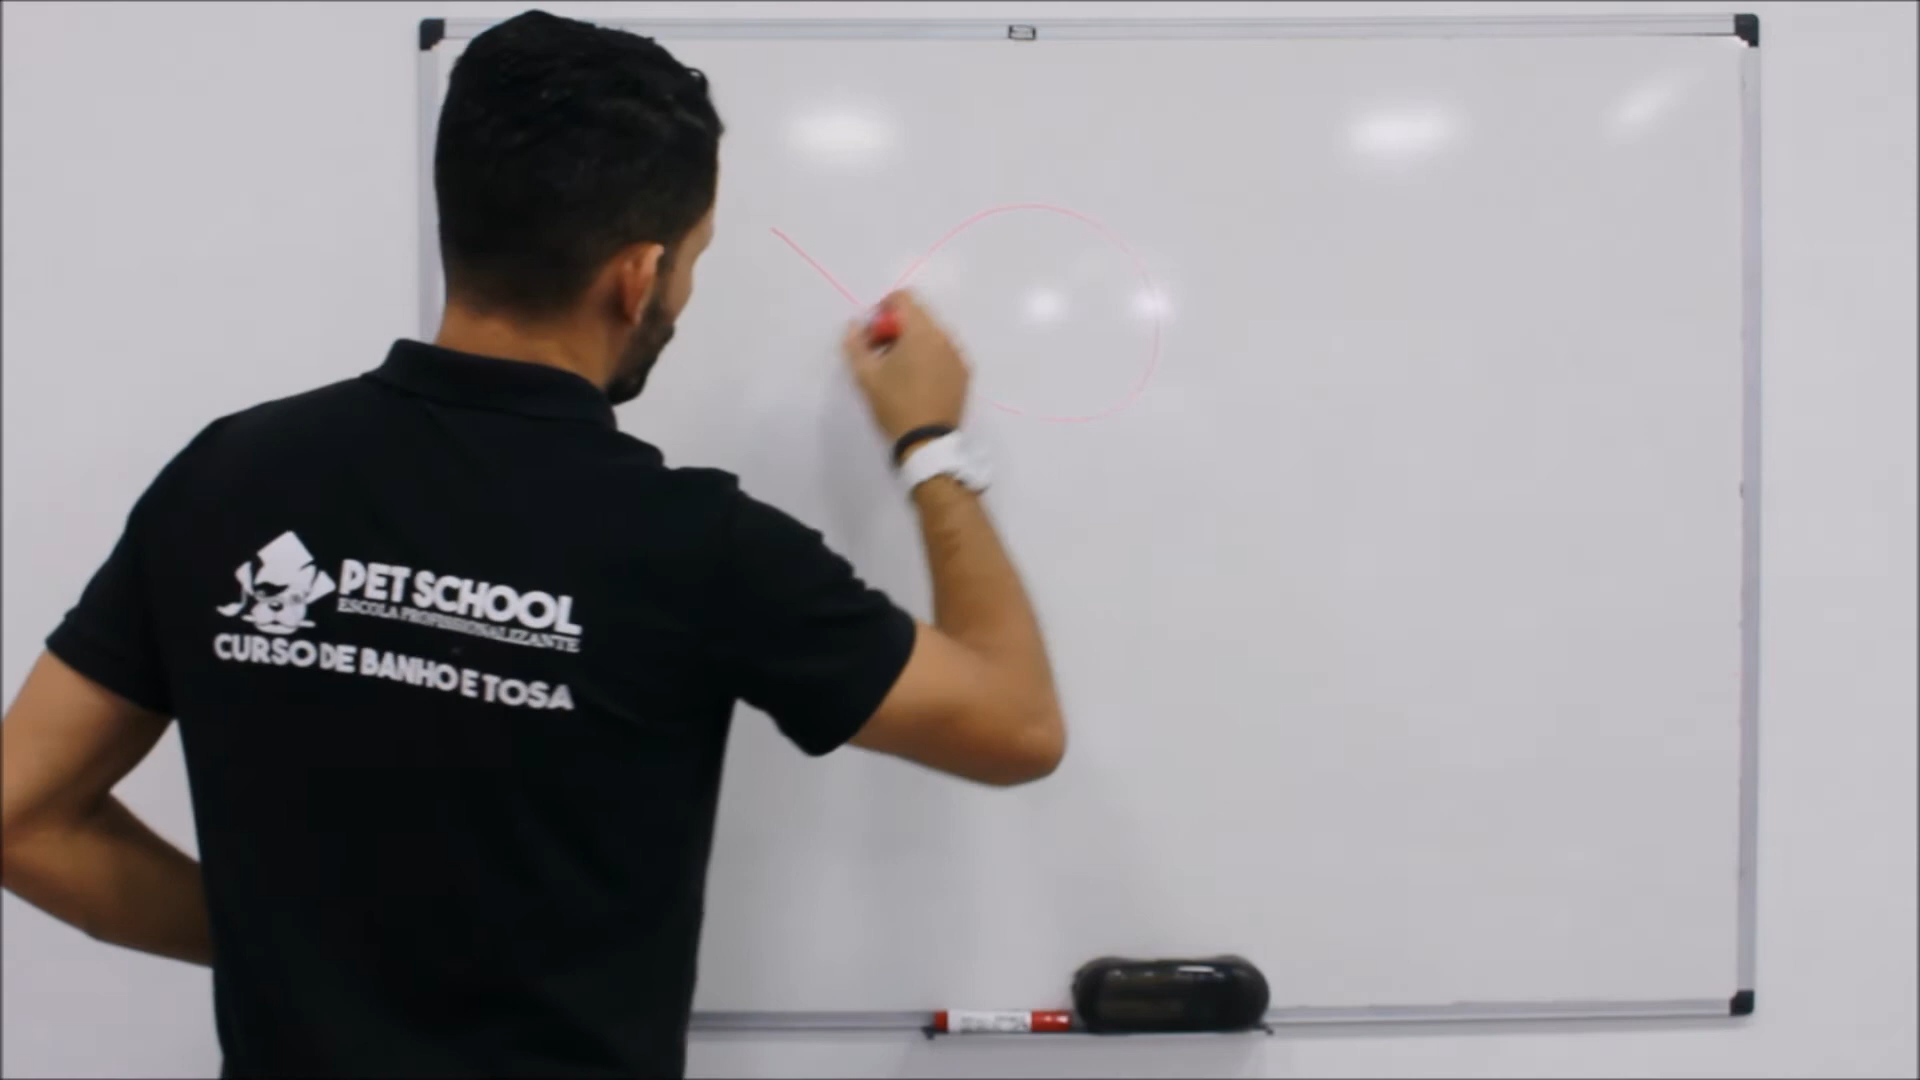 PET SCHOOL
ESCOLA PROFISSIONALIZANTE
CURSO DE BANHO E TOSA